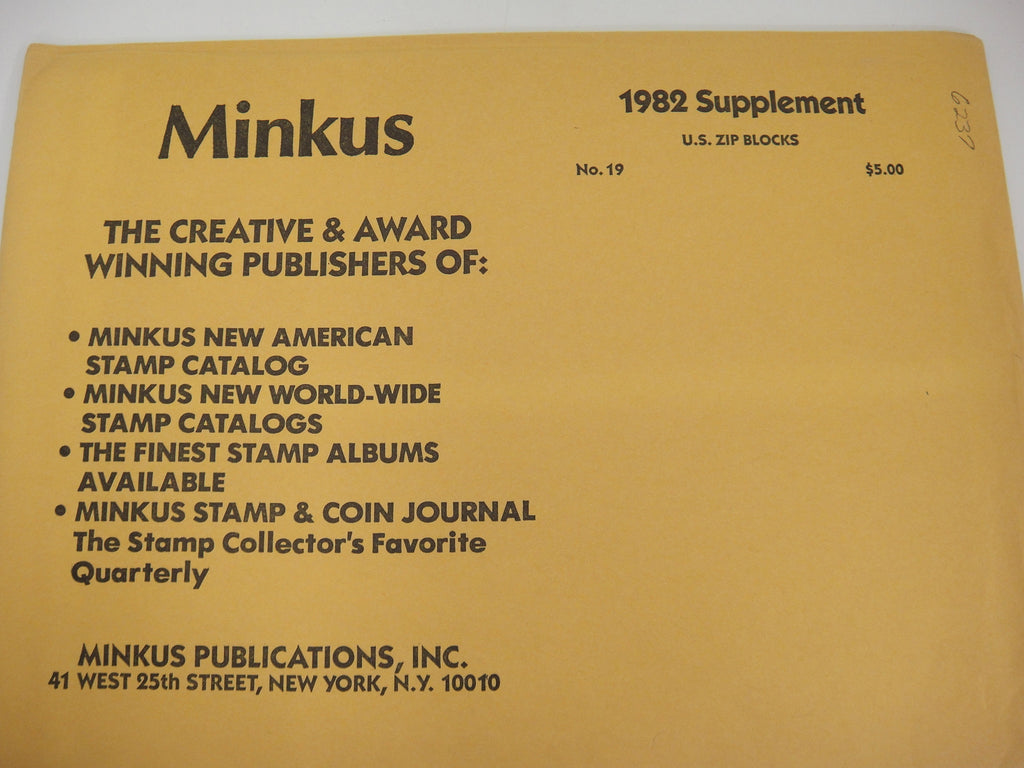 Minkus
1982 Supplement
U.S. ZIP BLOCKS
No. 19 $5.00
6237
THE CREATIVE & AWARD
WINNING PUBLISHERS OF:
• MINKUS NEW AMERICAN
STAMP CATALOG
• MINKUS NEW WORLD-WIDE
STAMP CATALOGS
• THE FINEST STAMP ALBUMS
AVAILABLE
• MINKUS STAMP & COIN JOURNAL
The Stamp Collector's Favorite
Quarterly
MINKUS PUBLICATIONS, INC.
41 WEST 25th STREET, NEW YORK, N.Y. 10010